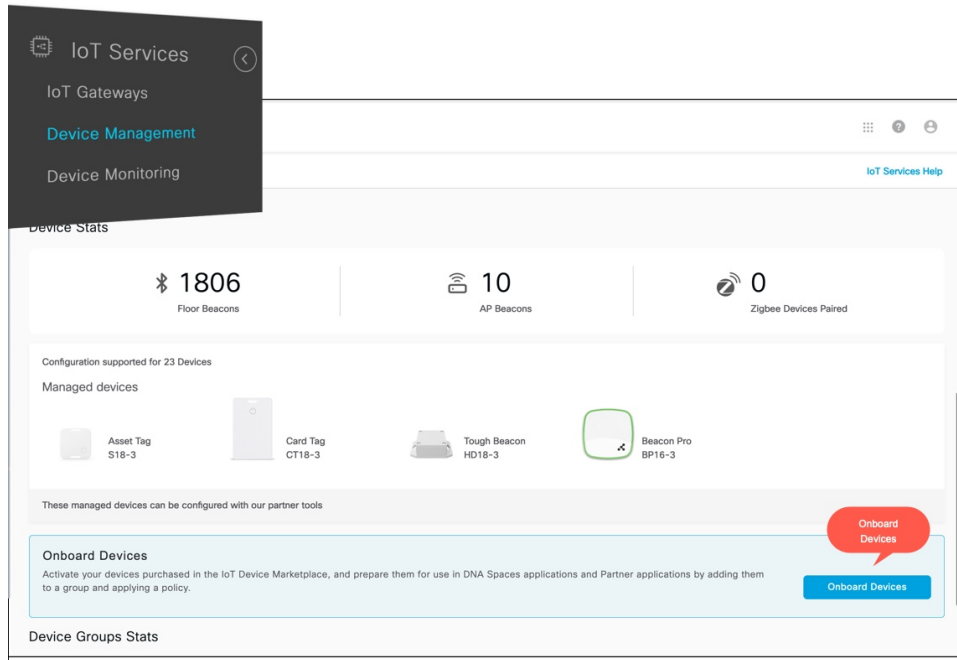 IoT Services
IoT Gateways
Device Management
Device Monitoring
IoT Services Help
Device Stats
1806
Floor Beacons
10
AP Beacons
0
Zigbee Devices Paired
Configuration supported for 23 Devices
Managed devices
Asset Tag
S18-3
Card Tag
CT18-3
Tough Beacon
HD18-3
Beacon Pro
BP16-3
These managed devices can be configured with our partner tools
Onboard
Devices
Onboard Devices
Activate your devices purchased in the IoT Device Marketplace, and prepare them for use in DNA Spaces applications and Partner applications by adding them
to a group and applying a policy.
Onboard Devices
Device Groups Stats